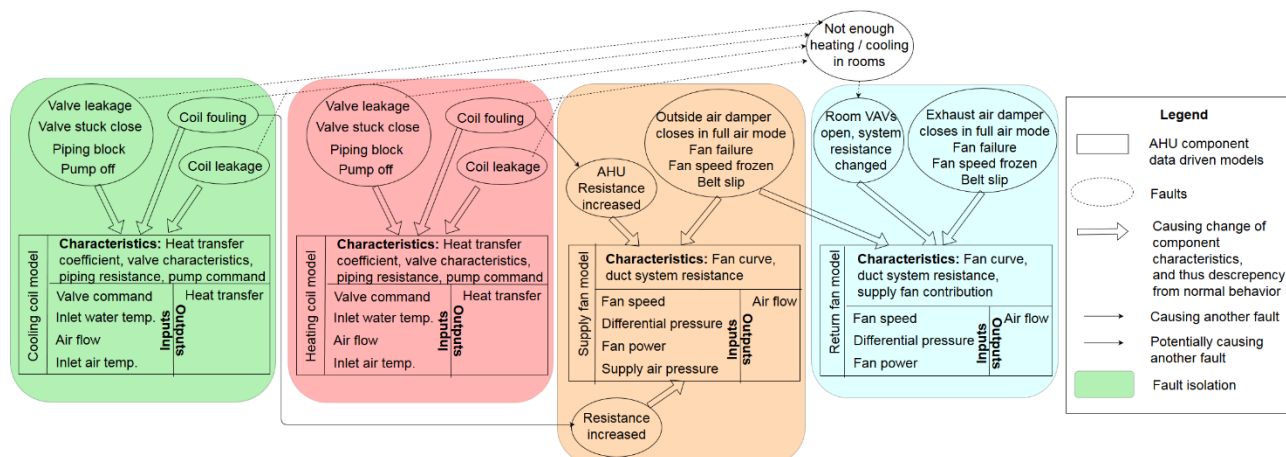 Not enough
heating / cooling
in rooms
Valve leakage
Valve stuck close
Piping block
Pump off
Coil fouling
Coil leakage
Cooling coil model
Characteristics: Heat transfer
coefficient, valve characteristics,
piping resistance, pump command
Valve command
Inlet water temp.
Air flow
Inlet air temp.
Inputs
Outputs
Heat transfer
Valve leakage
Valve stuck close
Piping block
Pump off
Coil fouling
Coil leakage
Heating coil model
Characteristics: Heat transfer
coefficient, valve characteristics,
piping resistance, pump command
Valve command
Inlet water temp.
Air flow
Inlet air temp.
Inputs
Outputs
Heat transfer
AHU
Resistance
increased
Outside air damper
closes in full air mode
Fan failure
Fan speed frozen
Belt slip
Supply fan model
Characteristics: Fan curve,
duct system resistance
Fan speed
Differential pressure
Fan power
Supply air pressure
Inputs
Outputs
Air flow
Resistance
increased
Room VAVs
open, system
resistance
changed
Exhaust air damper
closes in full air mode
Fan failure
Fan speed frozen
Belt slip
Return fan model
Characteristics: Fan curve,
duct system resistance,
supply fan contribution
Fan speed
Differential pressure
Fan power
Inputs
Outputs
Air flow
Legend
AHU component
data driven models
Faults
Causing change of
component
characteristics,
and thus descrepency
from normal behavior
Causing another fault
Potentially causing
another fault
Fault isolation